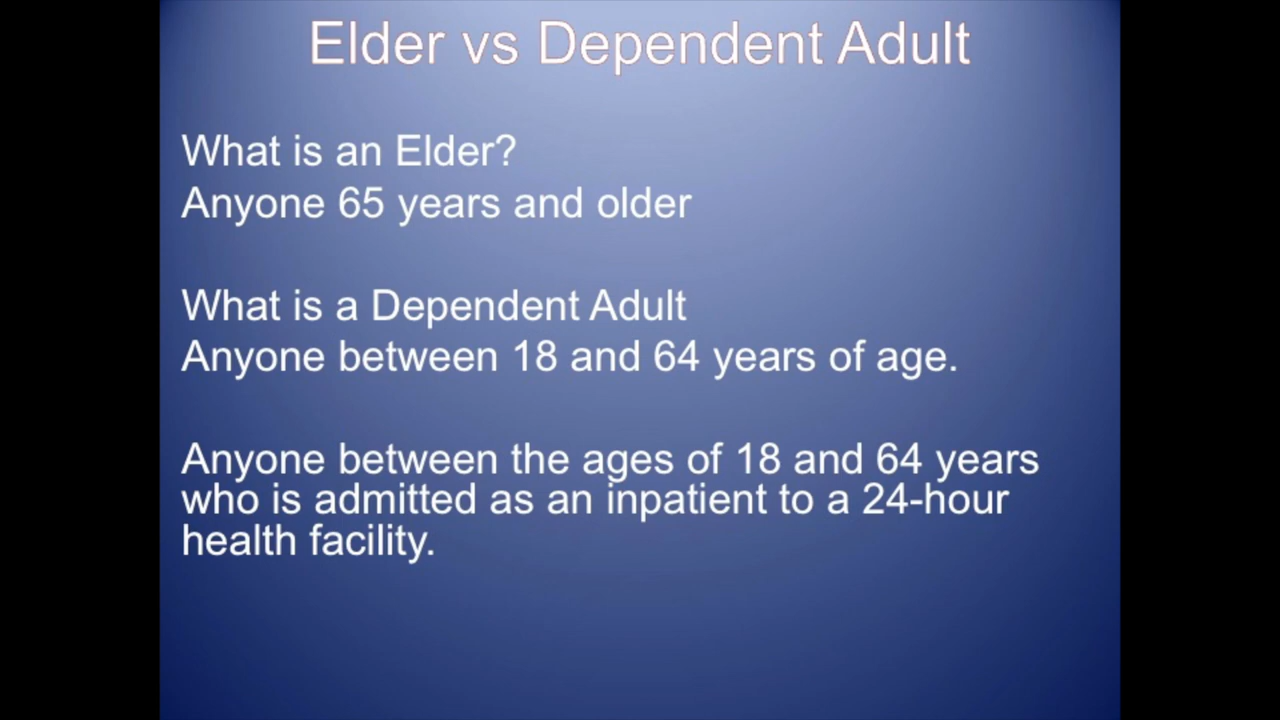 Elder vs Dependent Adult
What is an Elder?
Anyone 65 years and older
What is a Dependent Adult
Anyone between 18 and 64 years of age.
Anyone between the ages of 18 and 64 years
who is admitted as an inpatient to a 24-hour
health facility.